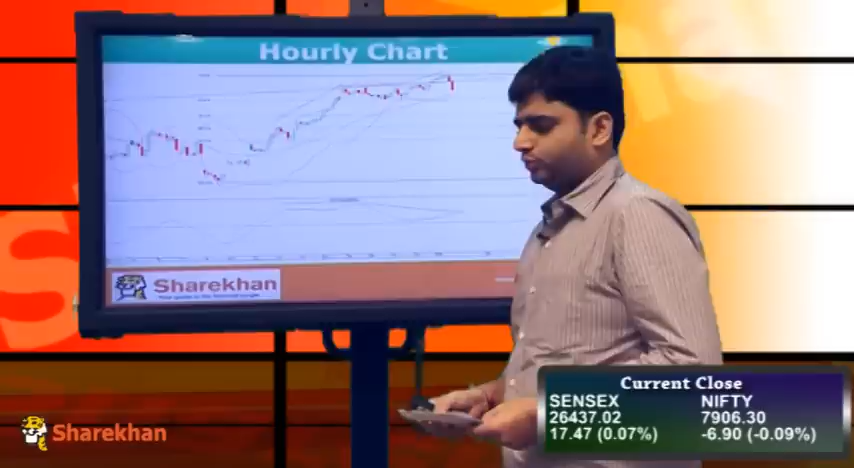 Hourly Chart
Sharekhan
Sharekhan
Current Close
SENSEX NIFTY
26437.02 7906.30
17.47 (0.07%) -6.90 (-0.09%)